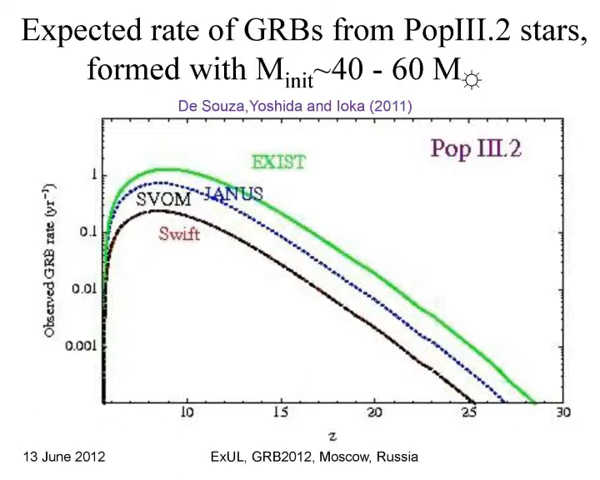 Expected rate of GRBs from PopIII.2 stars,
formed with Minit~40 - 60 M☼
De Souza,Yoshida and Ioka (2011)
Pop III.2
EXIST
SVOM JANUS
Swift
Observed GRB rate (yr⁻¹)
1
0.1
0.01
0.001
10 15 20 25 30
z
13 June 2012 ExUL, GRB2012, Moscow, Russia